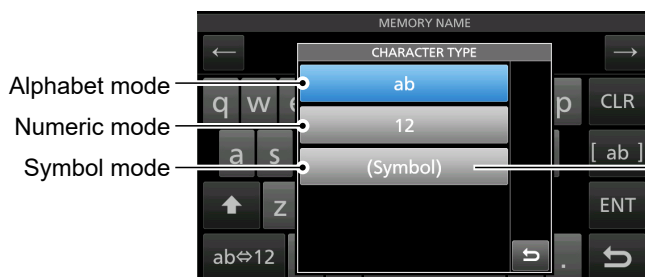 MEMORY NAME
← →
CHARACTER TYPE
Alphabet mode
ab
q w e p CLR
Numeric mode
12
a s [ ab ]
Symbol mode
(Symbol)
z ENT
ab⇔12 .